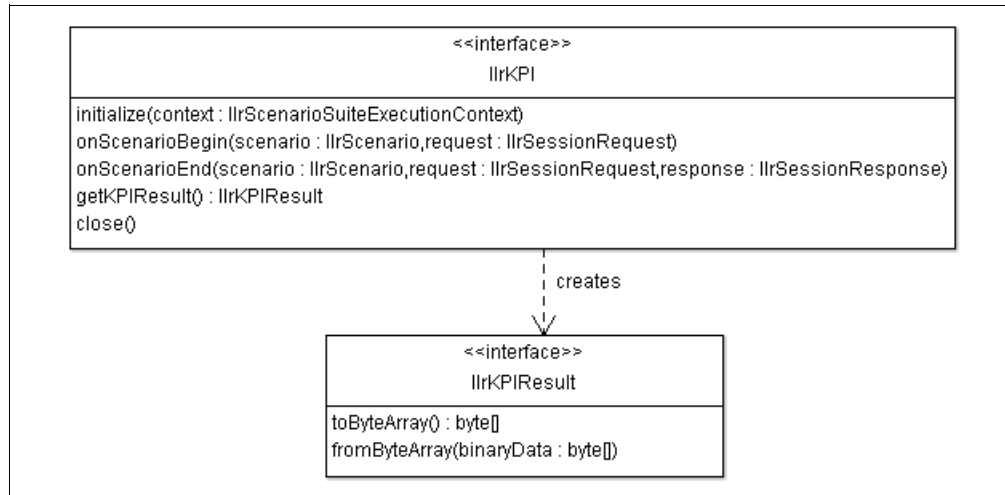 <<interface>>
IlrKPI
initialize(context : IlrScenarioSuiteExecutionContext)
onScenarioBegin(scenario : IlrScenario,request : IlrSessionRequest)
onScenarioEnd(scenario : IlrScenario,request : IlrSessionRequest,response : IlrSessionResponse)
getKPIResult() : IlrKPIResult
close()
creates
<<interface>>
IlrKPIResult
toByteArray() : byte[]
fromByteArray(binaryData : byte[])